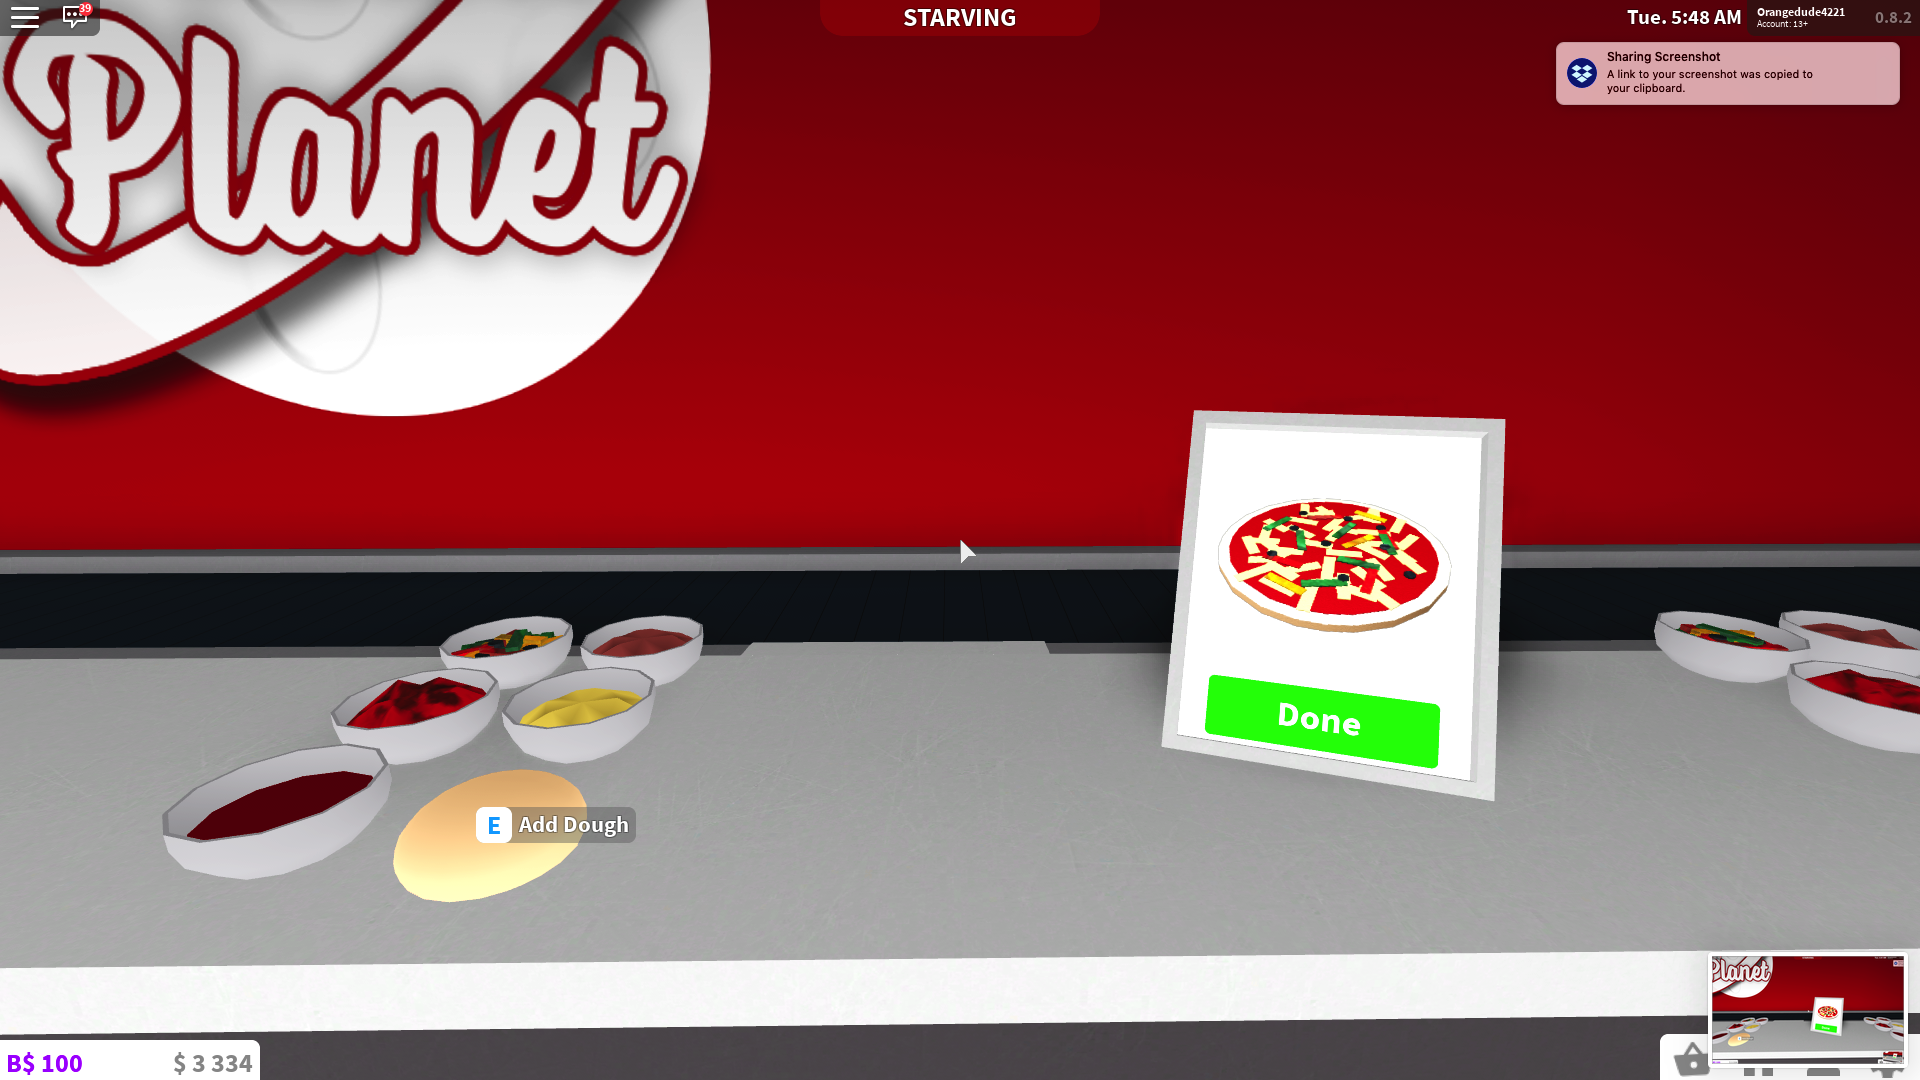 39
STARVING
Tue. 5:48 AM
Orangedude4221
Account: 13+
0.8.2
Sharing Screenshot
A link to your screenshot was copied to
your clipboard.
Planet
Done
E Add Dough
Planet
B$ 100
$ 3 334